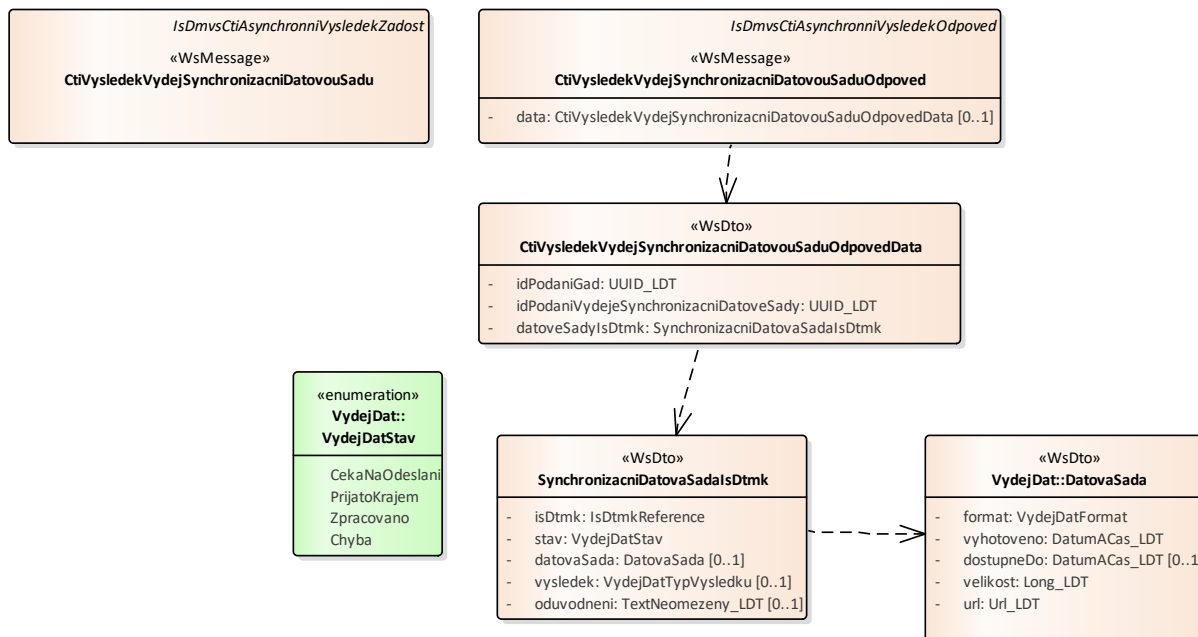 IsDmvsCtiAsynchronniVysledekZadost
«WsMessage»
CtiVysledekVydejSynchronizacniDatovouSadu
IsDmvsCtiAsynchronniVysledekOdpoved
«WsMessage»
CtiVysledekVydejSynchronizacniDatovouSaduOdpoved
- data: CtiVysledekVydejSynchronizacniDatovouSaduOdpovedData [0..1]
«WsDto»
CtiVysledekVydejSynchronizacniDatovouSaduOdpovedData
- idPodaniGad: UUID_LDT
- idPodaniVydejeSynchronizacniDatoveSady: UUID_LDT
- datoveSadyIsDtmk: SynchronizacniDatovaSadaIsDtmk
«enumeration»
VydejDat::
VydejDatStav
CekaNaOdeslani
PrijatoKrajem
Zpracovano
Chyba
«WsDto»
SynchronizacniDatovaSadaIsDtmk
- isDtmk: IsDtmkReference
- stav: VydejDatStav
- datovaSada: DatovaSada [0..1]
- vysledek: VydejDatTypVysledku [0..1]
- oduvodneni: TextNeomezeny_LDT [0..1]
«WsDto»
VydejDat::DatovaSada
- format: VydejDatFormat
- vyhotoveno: DatumACas_LDT
- dostupneDo: DatumACas_LDT [0..1
- velikost: Long_LDT
- url: Url_LDT